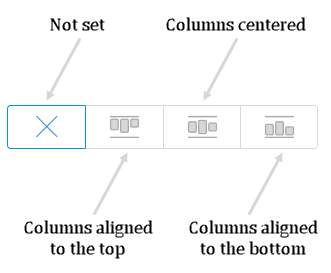 Not set
Columns centered
Columns aligned
to the top
Columns aligned
to the bottom